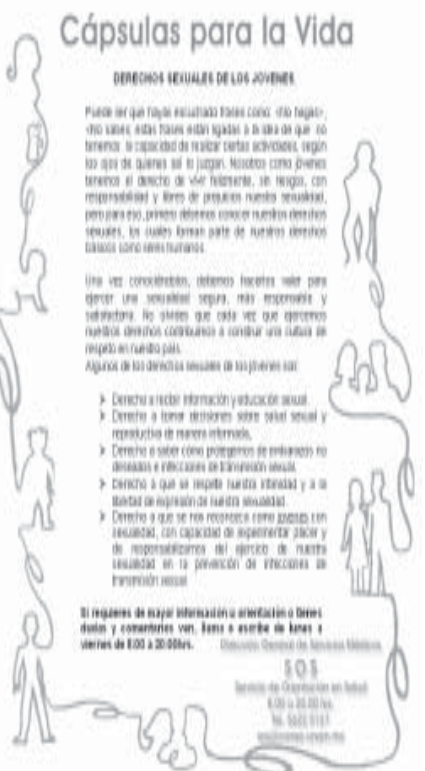 Cápsulas para la Vida
DERECHOS SEXUALES DE LOS JOVENES
Puede ser que hayas escuchado frases como: «No hagas»,
«no sabes, estas frases están ligadas a la idea de que no
tenemos la capacidad de realizar ciertas actividades, según
los ojos de quienes así lo juzgan. Nosotros como jóvenes
tenemos el derecho de vivir felizmente, sin riesgos, con
responsabilidad y libres de prejuicios nuestra sexualidad,
pero para eso, primero debemos conocer nuestros derechos
sexuales, los cuales forman parte de nuestros derechos
básicos como seres humanos.
Una vez conociéndolos, debemos hacerlos valer para
ejercer una sexualidad segura, más responsable y
satisfactoria. No olvides que cada vez que ejercemos
nuestros derechos contribuimos a construir una cultura de
respeto en nuestro país.
Algunos de los derechos sexuales de los jóvenes son:
➤ Derecho a recibir información y educación sexual.
➤ Derecho a tomar decisiones sobre salud sexual y
reproductiva de manera informada.
➤ Derecho a saber cómo protegernos de embarazos no
deseados e infecciones de transmisión sexual.
➤ Derecho a que se respete nuestra intimidad y a la
libertad de expresión de nuestra sexualidad.
➤ Derecho a que se nos reconozca como jóvenes con
sexualidad, con capacidad de experimentar placer y
de responsabilizarnos del ejercicio de nuestra
sexualidad en la prevención de infecciones de
transmisión sexual.
Si requieres de mayor información u orientación o tienes
dudas y comentarios ven, llama o escribe de lunes a
viernes de 8:00 a 20:00hrs.
Dirección General de Servicios Médicos
S O S
Servicio de Orientación en Salud
8:00 a 20:00 hrs.
Tel.